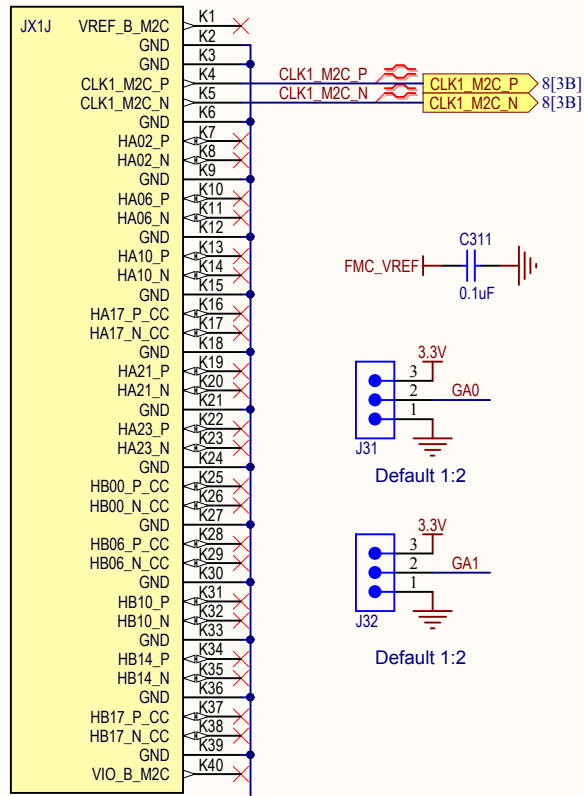 JX1J
VREF_B_M2C K1
GND K2
GND K3
CLK1_M2C_P K4 CLK1_M2C_P CLK1_M2C_P 8[3B]
CLK1_M2C_N K5 CLK1_M2C_N CLK1_M2C_N 8[3B]
GND K6
HA02_P K7
HA02_N K8
GND K9
HA06_P K10
HA06_N K11
GND K12
HA10_P K13
HA10_N K14
GND K15
HA17_P_CC K16
HA17_N_CC K17
GND K18
HA21_P K19
HA21_N K20
GND K21
HA23_P K22
HA23_N K23
GND K24
HB00_P_CC K25
HB00_N_CC K26
GND K27
HB06_P_CC K28
HB06_N_CC K29
GND K30
HB10_P K31
HB10_N K32
GND K33
HB14_P K34
HB14_N K35
GND K36
HB17_P_CC K37
HB17_N_CC K38
GND K39
VIO_B_M2C K40
C311
FMC_VREF
0.1uF
3.3V
3
2 GA0
1
J31
Default 1:2
3.3V
3
2 GA1
1
J32
Default 1:2